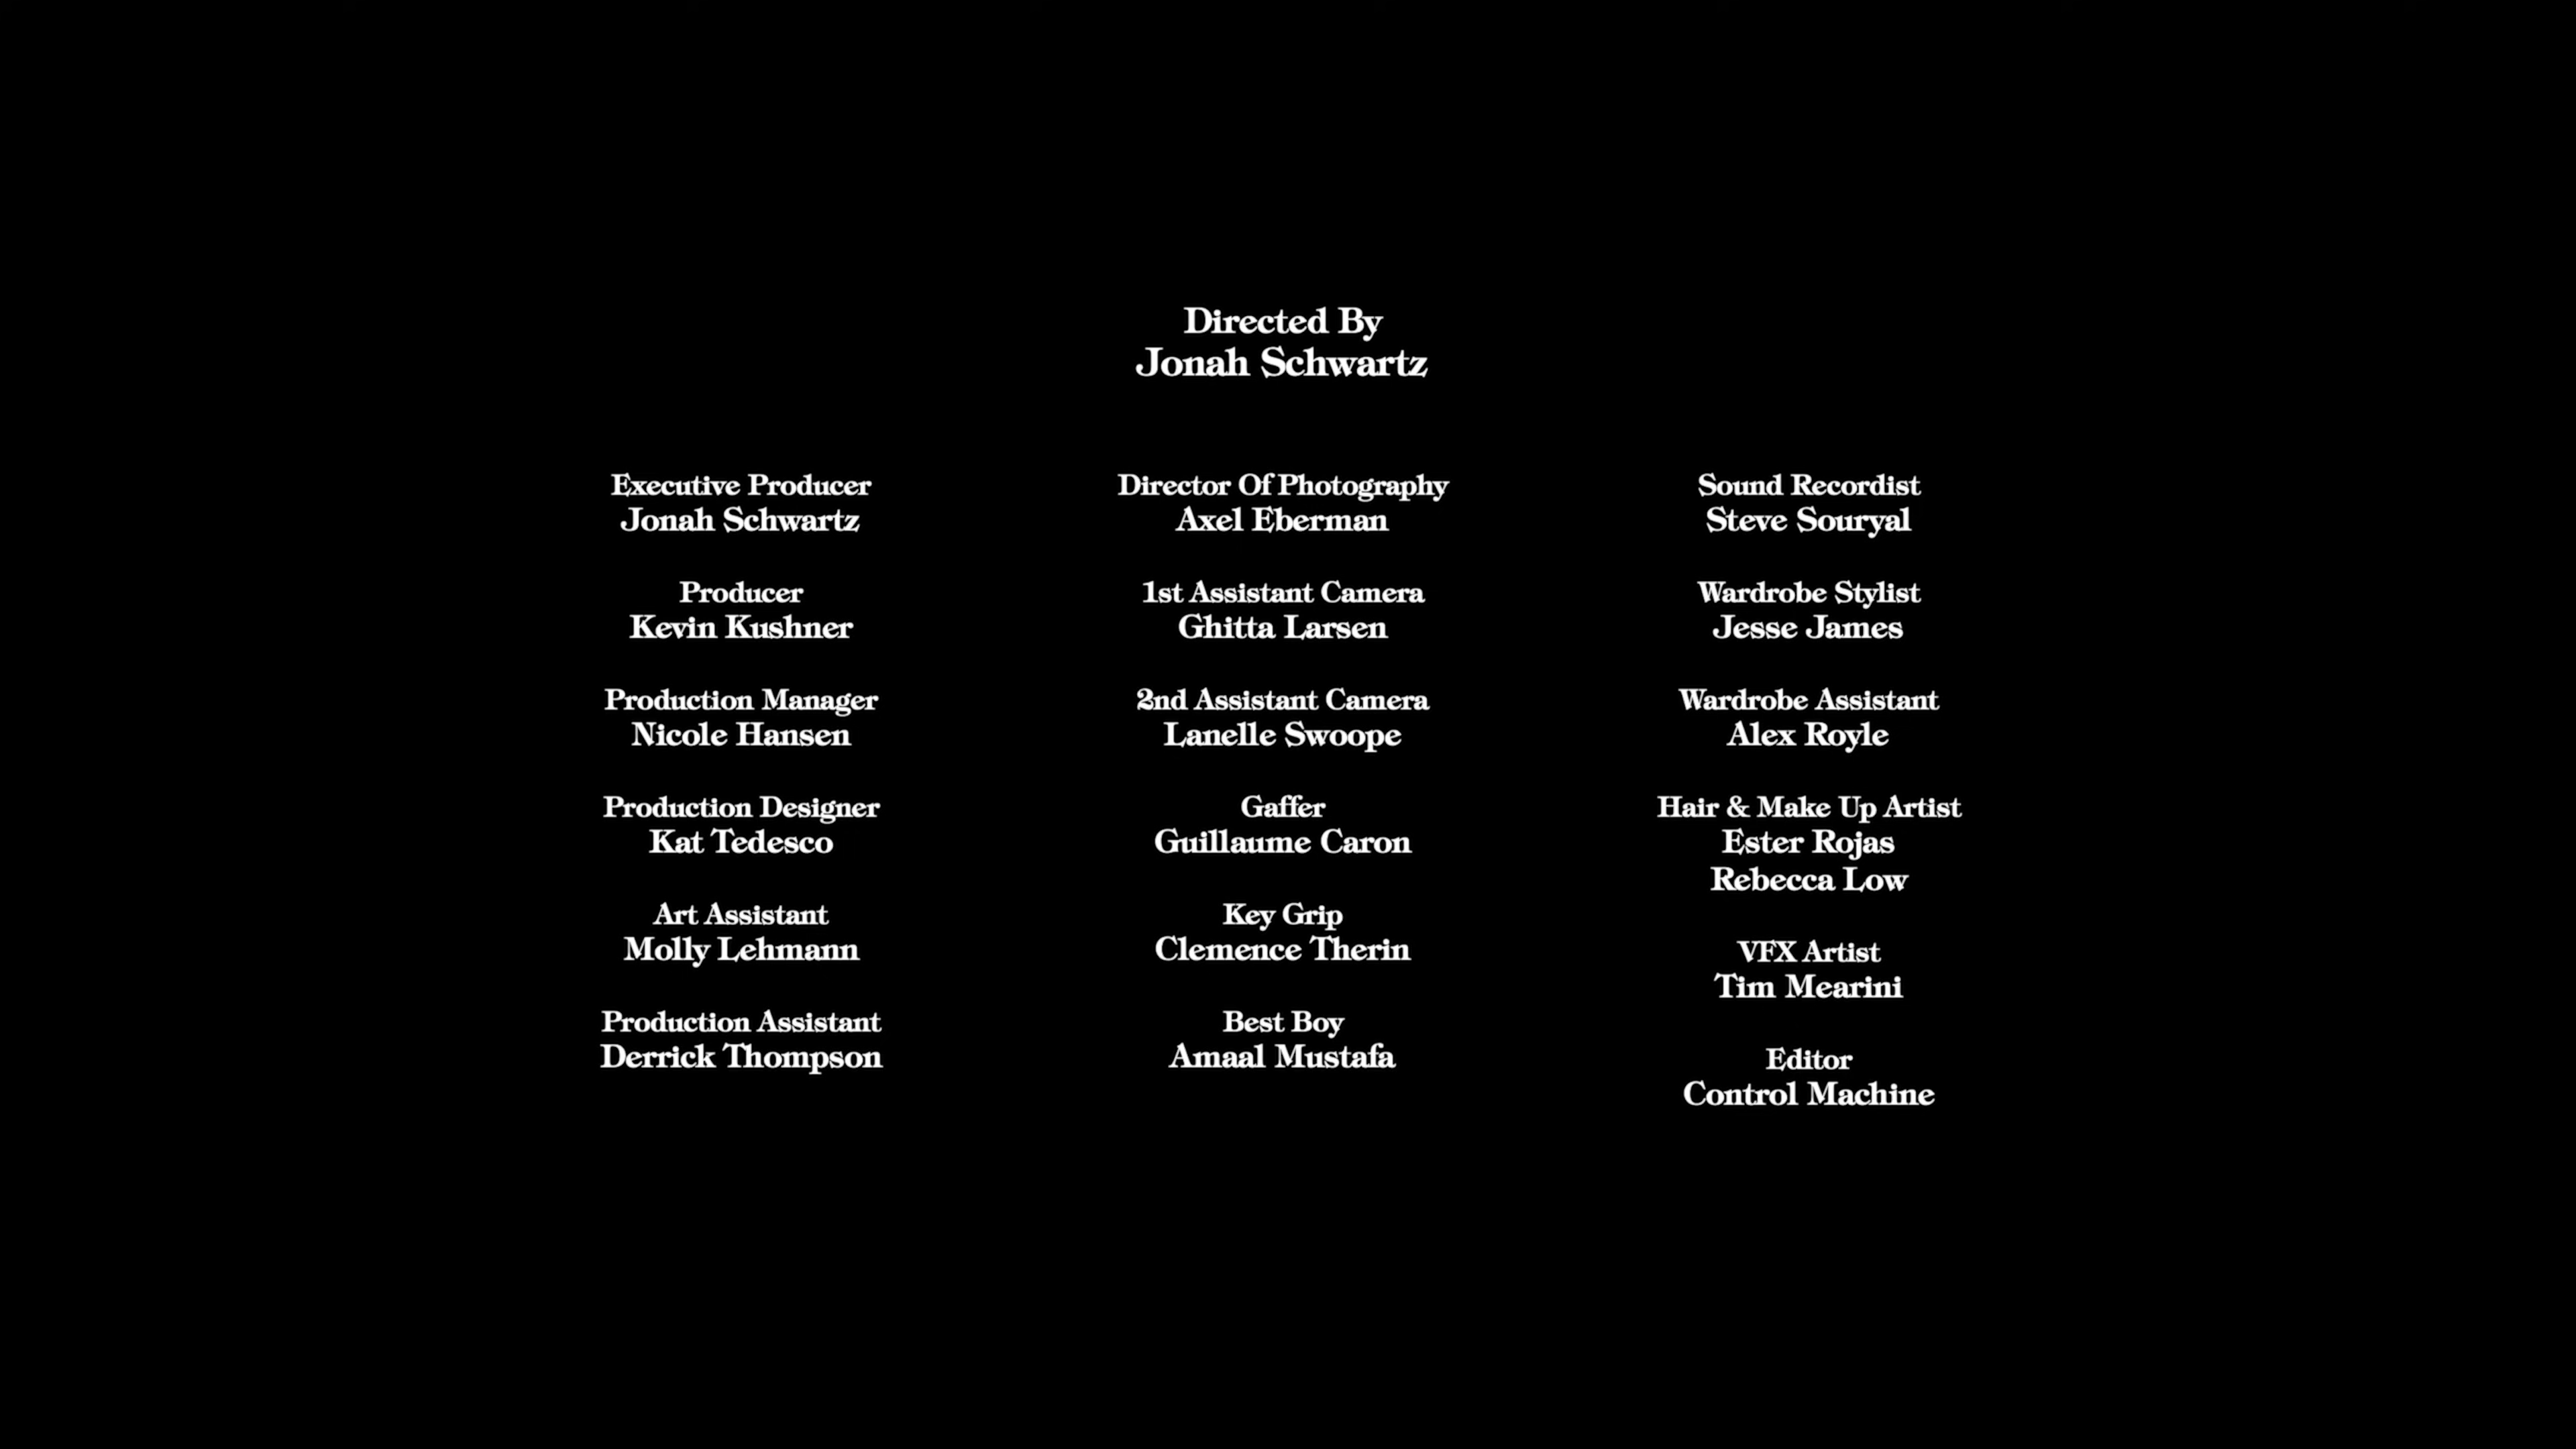 Directed By
Jonah Schwartz
Executive Producer
Jonah Schwartz
Producer
Kevin Kushner
Production Manager
Nicole Hansen
Production Designer
Kat Tedesco
Art Assistant
Molly Lehmann
Production Assistant
Derrick Thompson
Director Of Photography
Axel Eberman
1st Assistant Camera
Ghitta Larsen
2nd Assistant Camera
Lanelle Swoope
Gaffer
Guillaume Caron
Key Grip
Clemence Therin
Best Boy
Amaal Mustafa
Sound Recordist
Steve Souryal
Wardrobe Stylist
Jesse James
Wardrobe Assistant
Alex Royle
Hair & Make Up Artist
Ester Rojas
Rebecca Low
VFX Artist
Tim Mearini
Editor
Control Machine